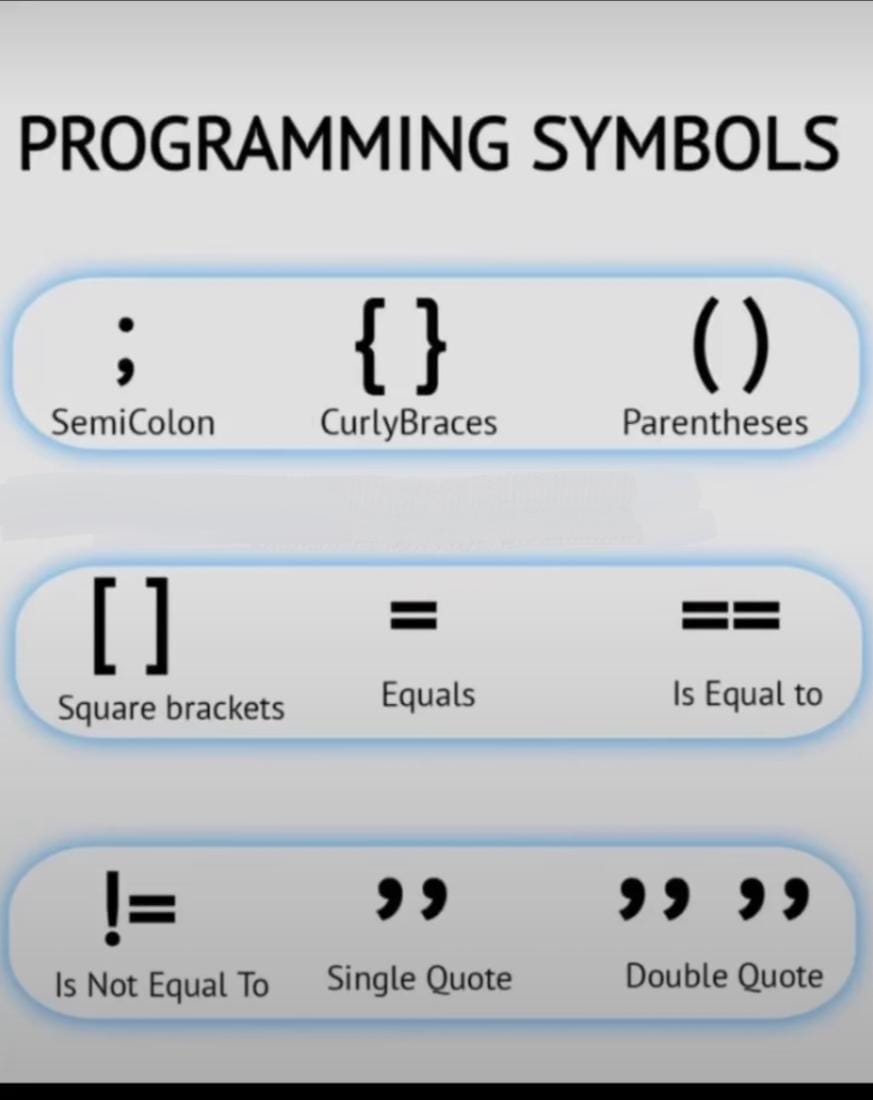 PROGRAMMING SYMBOLS
; { } ( )
SemiColon CurlyBraces Parentheses
[ ] = ==
Square brackets Equals Is Equal to
!= ’’ ’’ ’’
Is Not Equal To Single Quote Double Quote